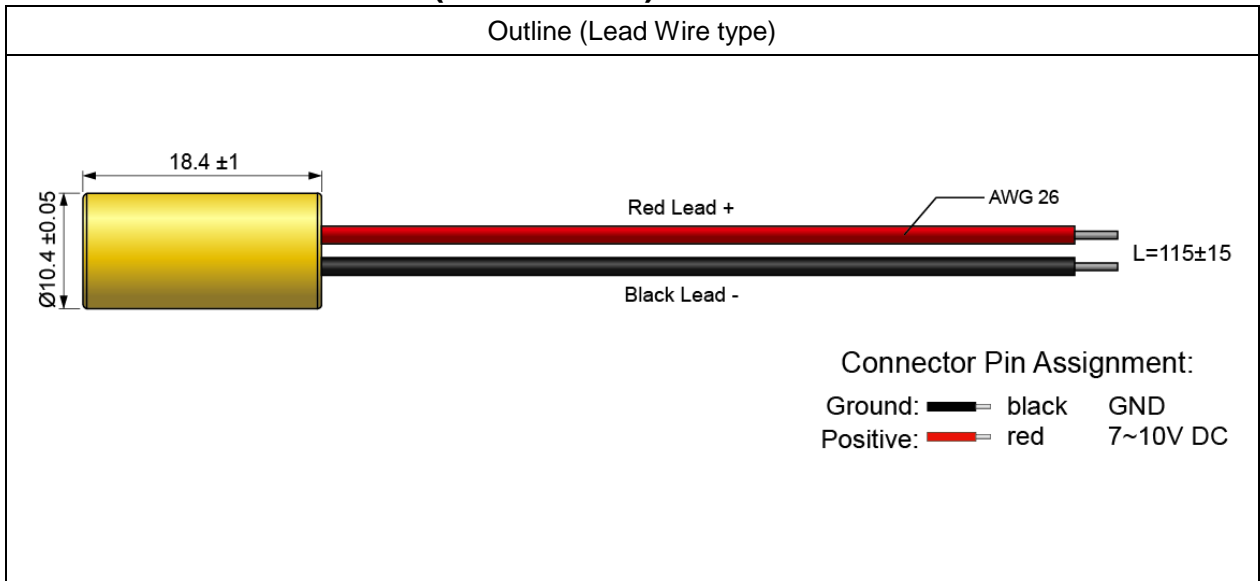 Outline (Lead Wire type)
18.4 ±1
Ø10.4 ±0.05
Red Lead +
AWG 26
L=115±15
Black Lead -
Connector Pin Assignment:
Ground: black GND
Positive: red 7~10V DC